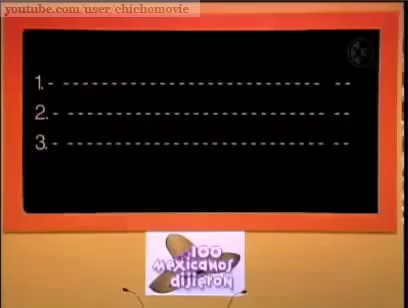 youtube.com/user/chichomovie
1. - - - - - - - - - - - - - - - - - - - - - - - - - - - - - -
2. - - - - - - - - - - - - - - - - - - - - - - - - - - - - - -
3. - - - - - - - - - - - - - - - - - - - - - - - - - - - - - -
100
mexicanos
dijieron